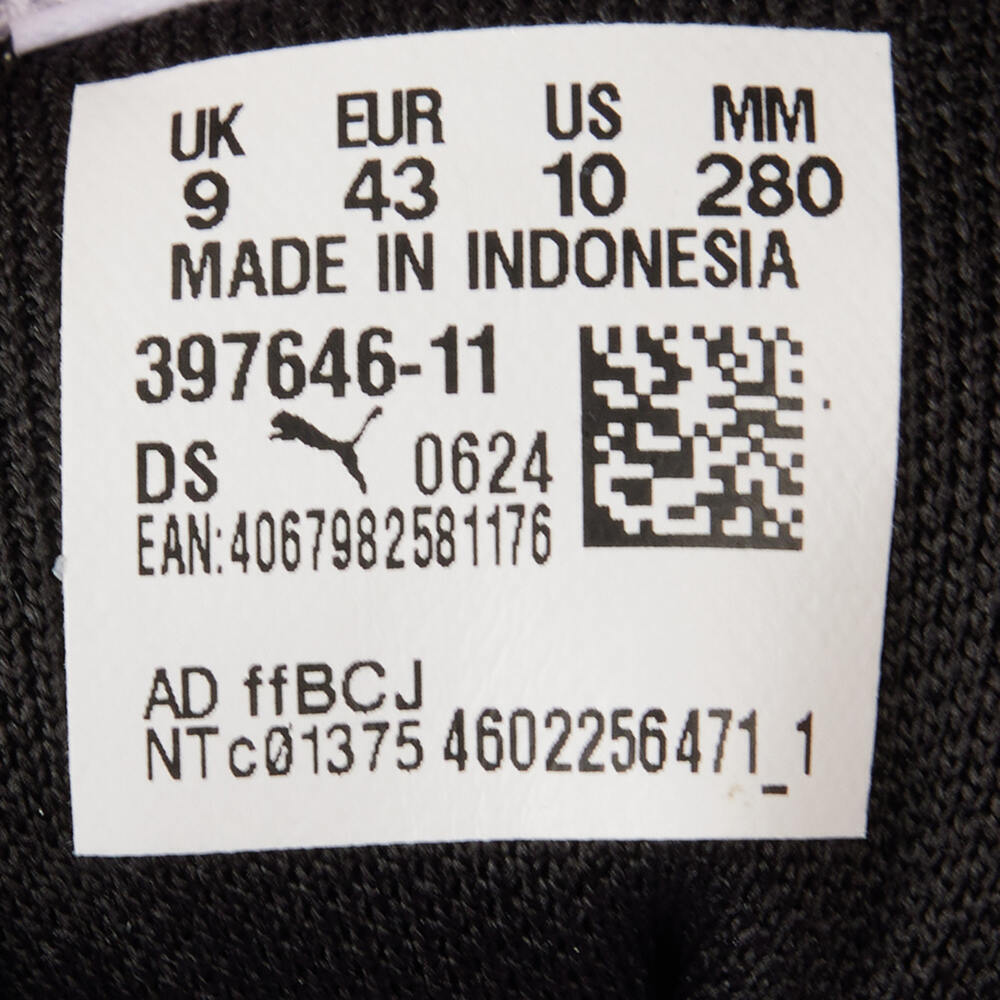 UK EUR US MM
9 43 10 280
MADE IN INDONESIA
397646-11
DS 0624
EAN:4067982581176
AD ffBCJ
NTc01375 4602256471_1